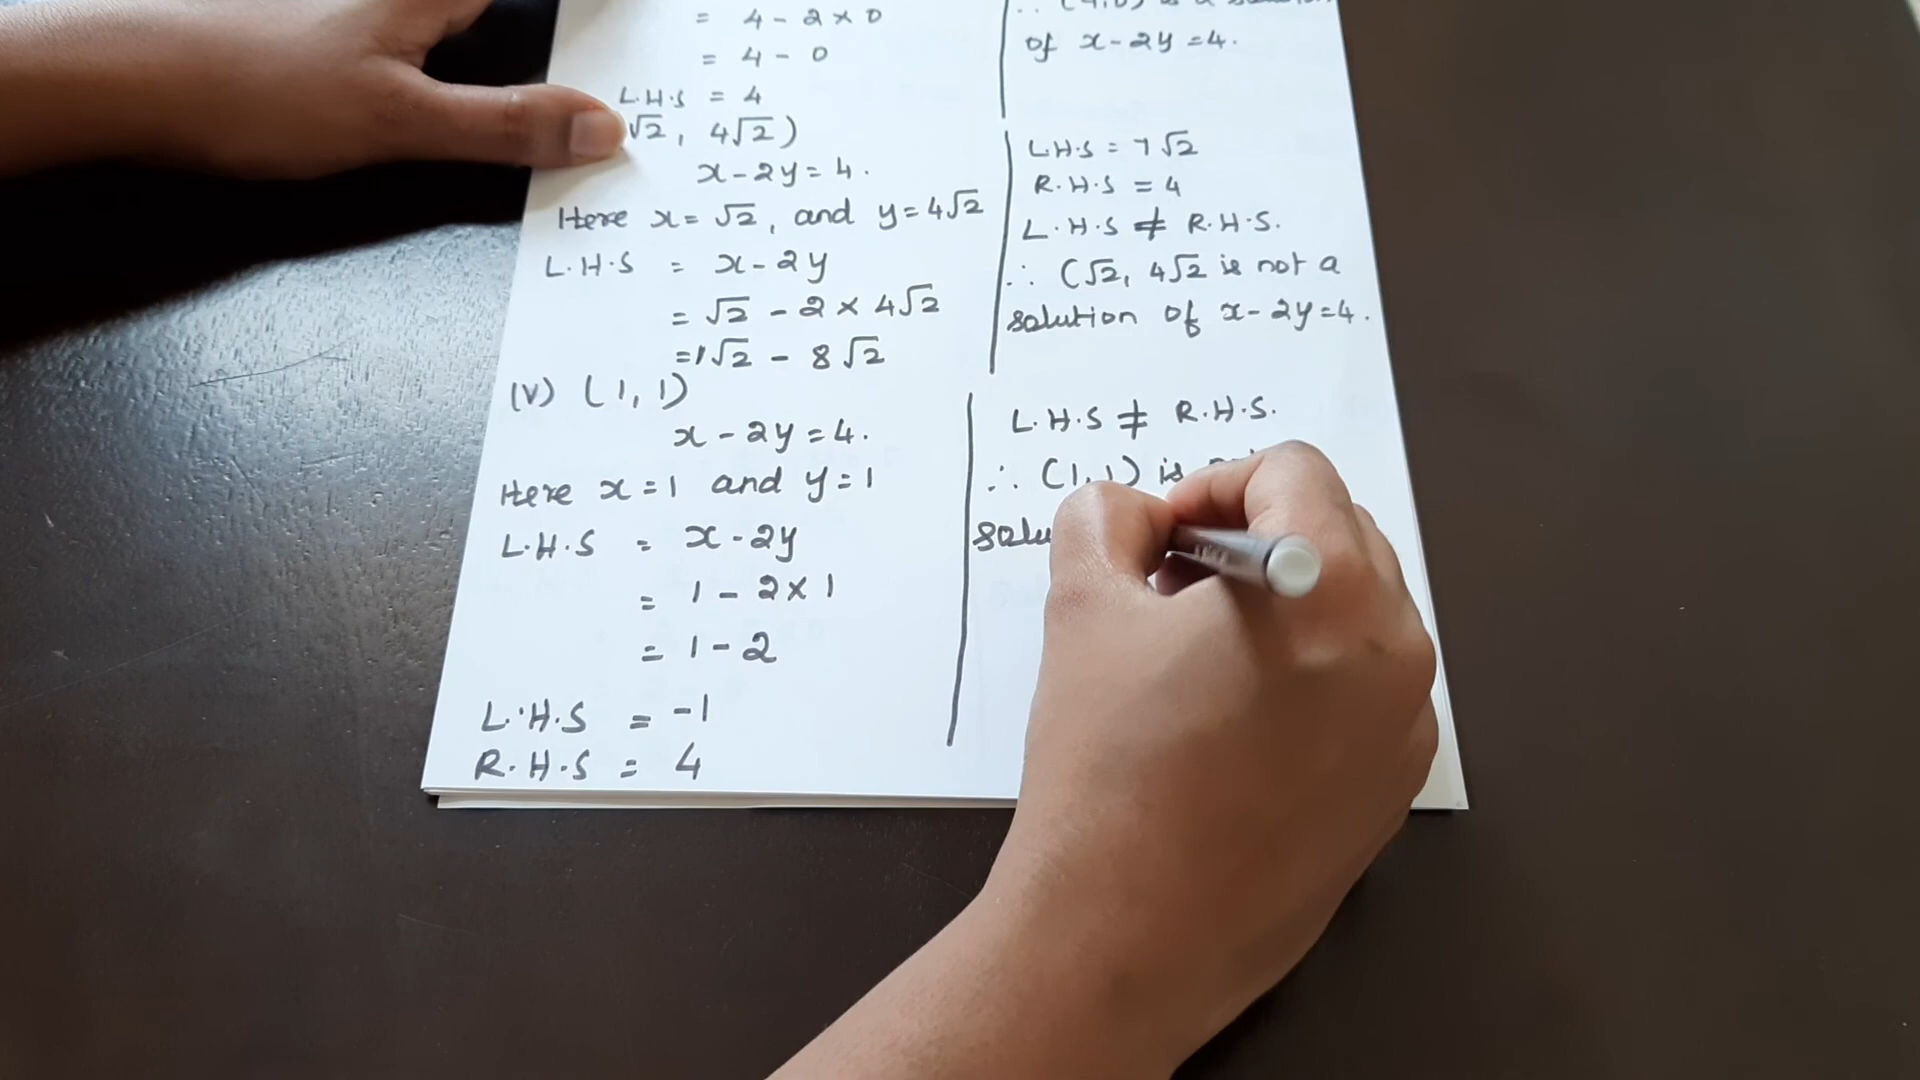 = 4 - 2 × 0
= 4 - 0
L.H.S = 4
√2, 4√2)
x - 2y = 4.
Here x = √2, and y = 4√2
L.H.S = x - 2y
= √2 - 2 × 4√2
= 1√2 - 8√2
(V) (1, 1)
x - 2y = 4.
Here x = 1 and y = 1
L.H.S = x - 2y
= 1 - 2 × 1
= 1 - 2
L.H.S = -1
R.H.S = 4
of x - 2y = 4.
L.H.S = 7√2
R.H.S = 4
L.H.S ≠ R.H.S.
∴ (√2, 4√2 is not a
solution of x - 2y = 4.
L.H.S ≠ R.H.S.
∴ (1, 1) is
solu